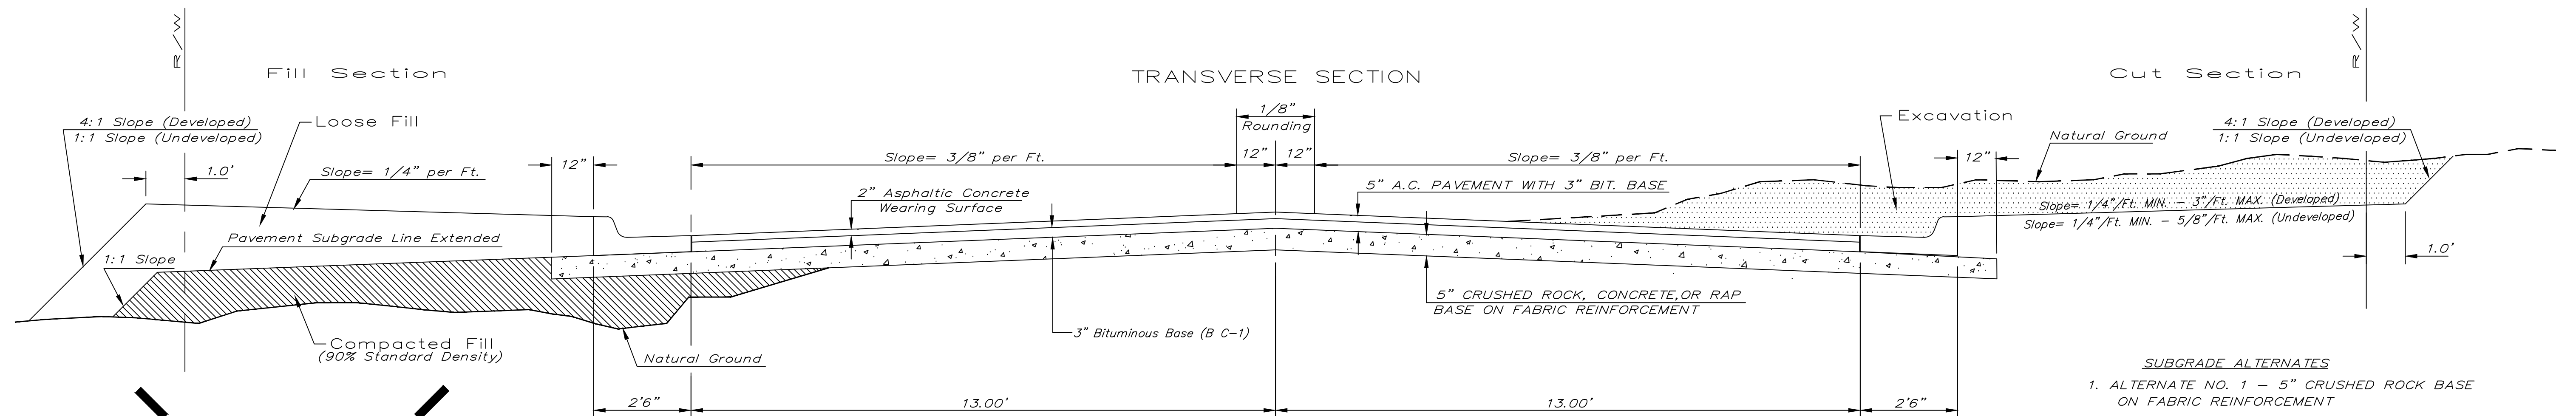 R/W
R/W
Fill Section
TRANSVERSE SECTION
Cut Section
1/8"
Rounding
4:1 Slope (Developed)
1:1 Slope (Undeveloped)
Loose Fill
Excavation
4:1 Slope (Developed)
1:1 Slope (Undeveloped)
Natural Ground
12"
Slope= 3/8" per Ft.
12"
12"
Slope= 3/8" per Ft.
12"
1.0'
Slope= 1/4" per Ft.
2" Asphaltic Concrete
Wearing Surface
5" A.C. PAVEMENT WITH 3" BIT. BASE
Slope= 1/4"/Ft. MIN. - 3"/Ft. MAX. (Developed)
Slope= 1/4"/Ft. MIN. - 5/8"/Ft. MAX. (Undeveloped)
Pavement Subgrade Line Extended
1:1 Slope
1.0'
5" CRUSHED ROCK, CONCRETE,OR RAP
BASE ON FABRIC REINFORCEMENT
3" Bituminous Base (B C-1)
Compacted Fill
(90% Standard Density)
Natural Ground
SUBGRADE ALTERNATES
1. ALTERNATE NO. 1 - 5" CRUSHED ROCK BASE
ON FABRIC REINFORCEMENT
2'6"
13.00'
13.00'
2'6"